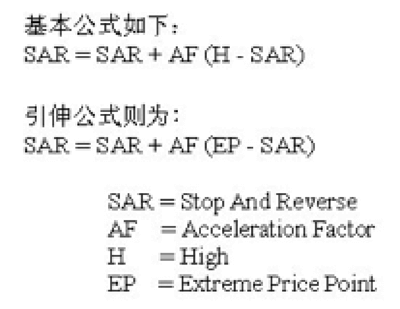 基本公式如下：
SAR = SAR + AF (H - SAR)
引伸公式则为：
SAR = SAR + AF (EP - SAR)
SAR = Stop And Reverse
AF = Acceleration Factor
H = High
EP = Extreme Price Point